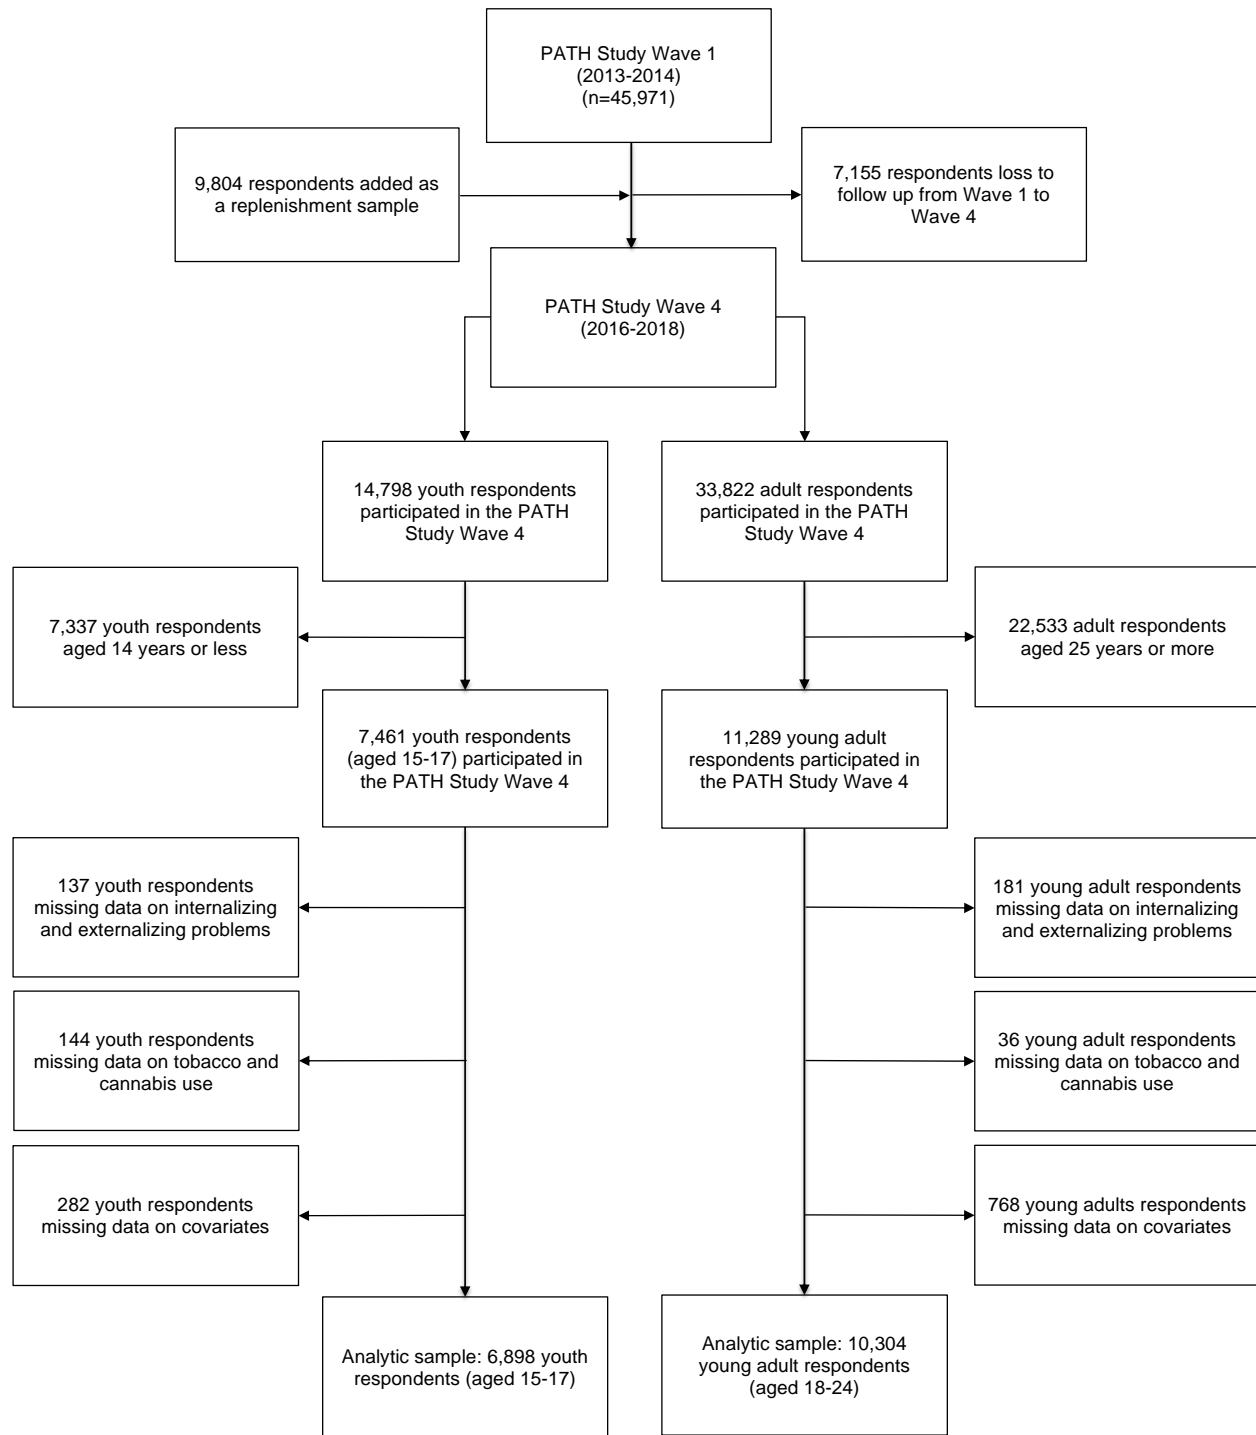 PATH Study Wave 1
(2013-2014)
(n=45,971)
9,804 respondents added as
a replenishment sample
7,155 respondents loss to
follow up from Wave 1 to
Wave 4
PATH Study Wave 4
(2016-2018)
14,798 youth respondents
participated in the PATH
Study Wave 4
33,822 adult respondents
participated in the PATH
Study Wave 4
7,337 youth respondents
aged 14 years or less
22,533 adult respondents
aged 25 years or more
7,461 youth respondents
(aged 15-17) participated in
the PATH Study Wave 4
11,289 young adult
respondents participated in
the PATH Study Wave 4
137 youth respondents
missing data on internalizing
and externalizing problems
181 young adult respondents
missing data on internalizing
and externalizing problems
144 youth respondents
missing data on tobacco and
cannabis use
36 young adult respondents
missing data on tobacco and
cannabis use
282 youth respondents
missing data on covariates
768 young adults respondents
missing data on covariates
Analytic sample: 6,898 youth
respondents (aged 15-17)
Analytic sample: 10,304
young adult respondents
(aged 18-24)